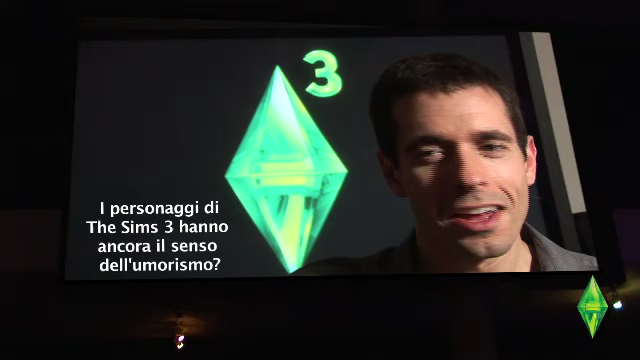 3
I personaggi di
The Sims 3 hanno
ancora il senso
dell'umorismo?